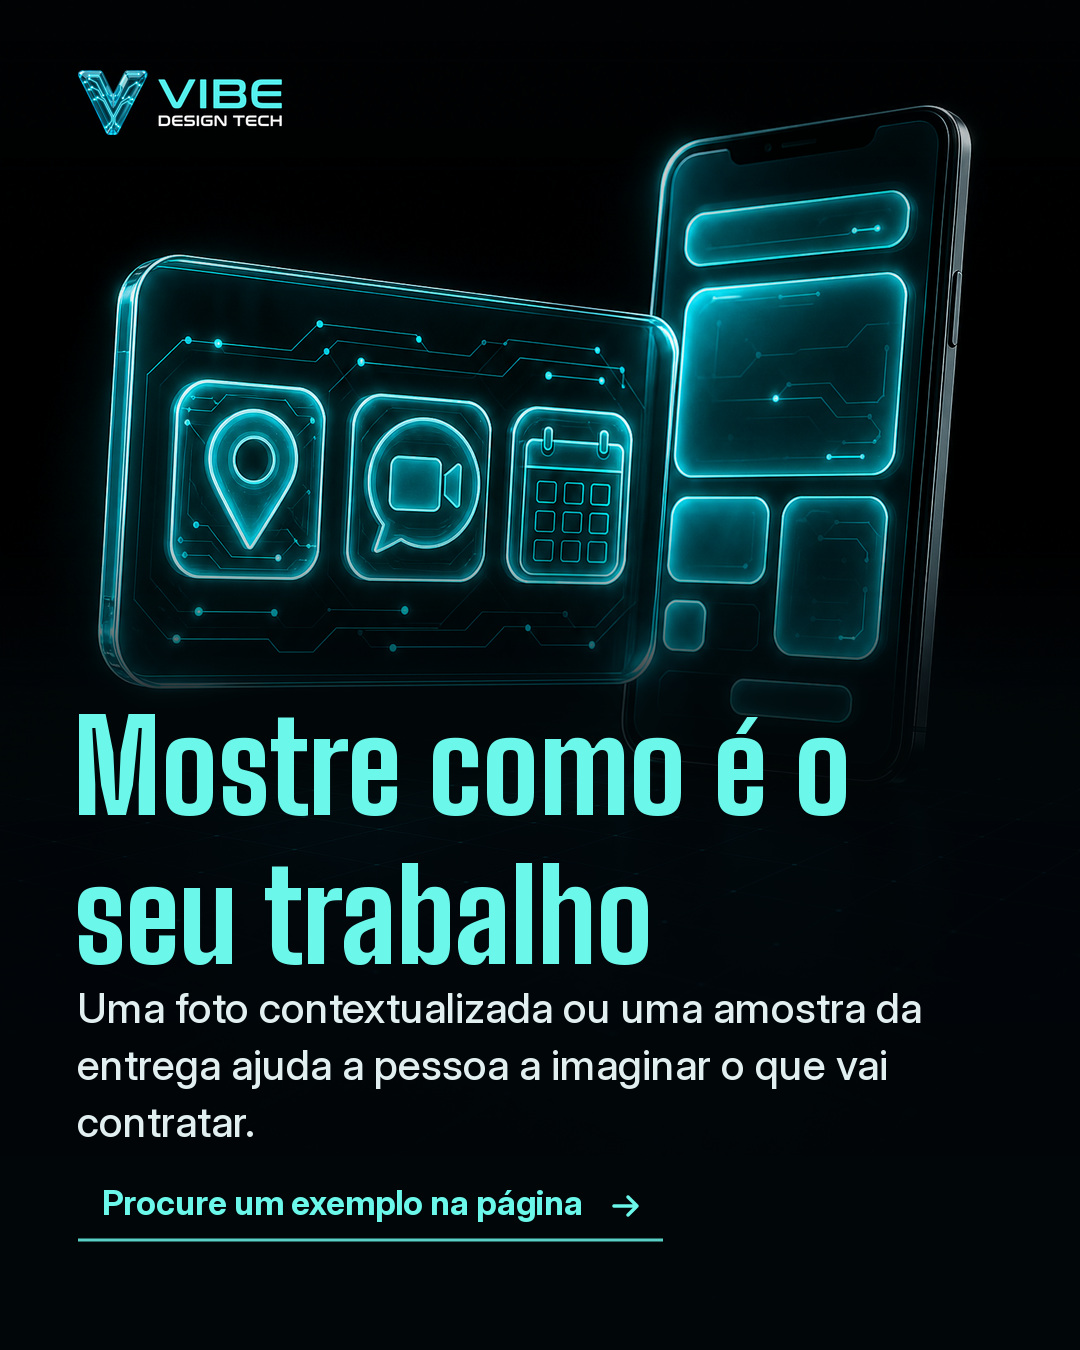 VIBE
DESIGN TECH
Mostre como é o
seu trabalho
Uma foto contextualizada ou uma amostra da
entrega ajuda a pessoa a imaginar o que vai
contratar.
Procure um exemplo na página →